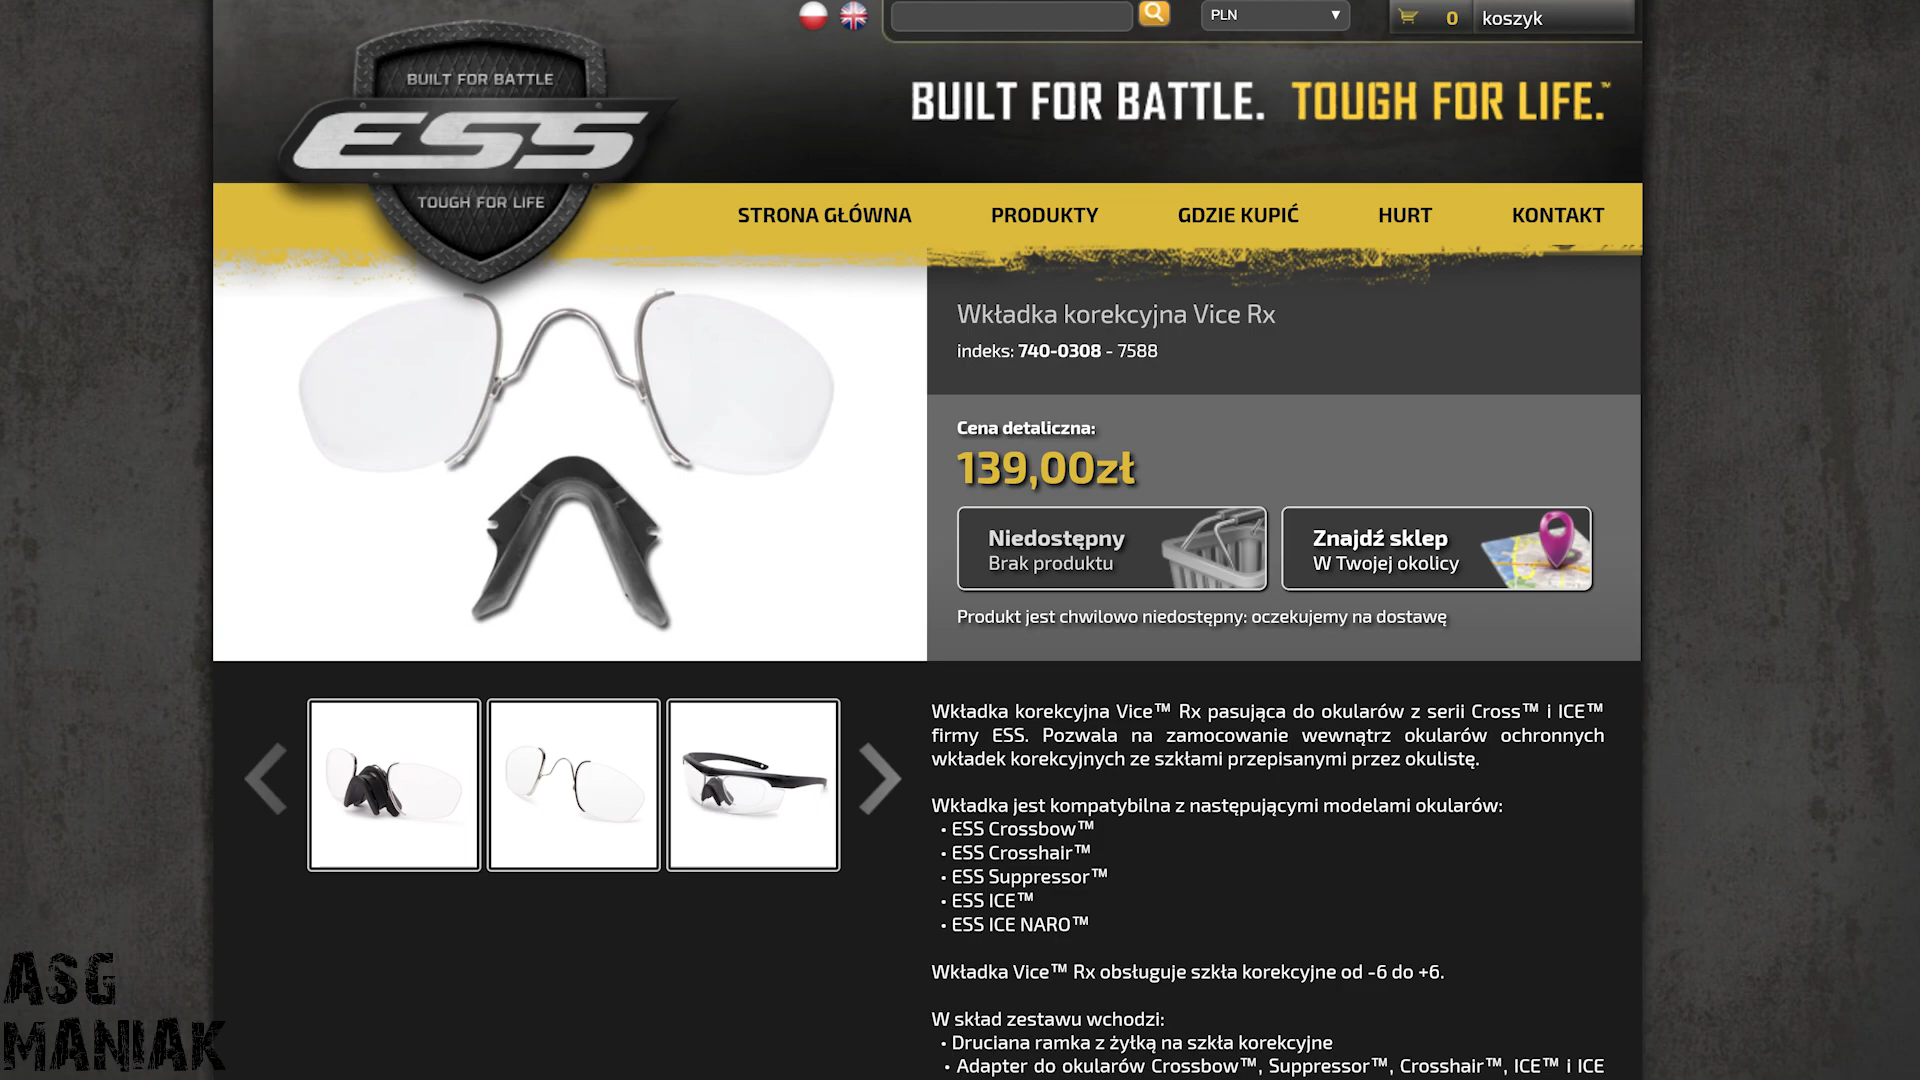 PLN
0
koszyk
BUILT FOR BATTLE
ESS
TOUGH FOR LIFE
BUILT FOR BATTLE. TOUGH FOR LIFE.™
STRONA GŁÓWNA
PRODUKTY
GDZIE KUPIĆ
HURT
KONTAKT
Wkładka korekcyjna Vice Rx
indeks: 740-0308 - 7588
Cena detaliczna:
139,00zł
Niedostępny
Brak produktu
Znajdź sklep
W Twojej okolicy
Produkt jest chwilowo niedostępny: oczekujemy na dostawę
Wkładka korekcyjna Vice™ Rx pasująca do okularów z serii Cross™ i ICE™
firmy ESS. Pozwala na zamocowanie wewnątrz okularów ochronnych
wkładek korekcyjnych ze szkłami przepisanymi przez okulistę.
Wkładka jest kompatybilna z następującymi modelami okularów:
• ESS Crossbow™
• ESS Crosshair™
• ESS Suppressor™
• ESS ICE™
• ESS ICE NARO™
Wkładka Vice™ Rx obsługuje szkła korekcyjne od -6 do +6.
W skład zestawu wchodzi:
• Druciana ramka z żyłką na szkła korekcyjne
• Adapter do okularów Crossbow™, Suppressor™, Crosshair™, ICE™ i ICE
ASG
MANIAK